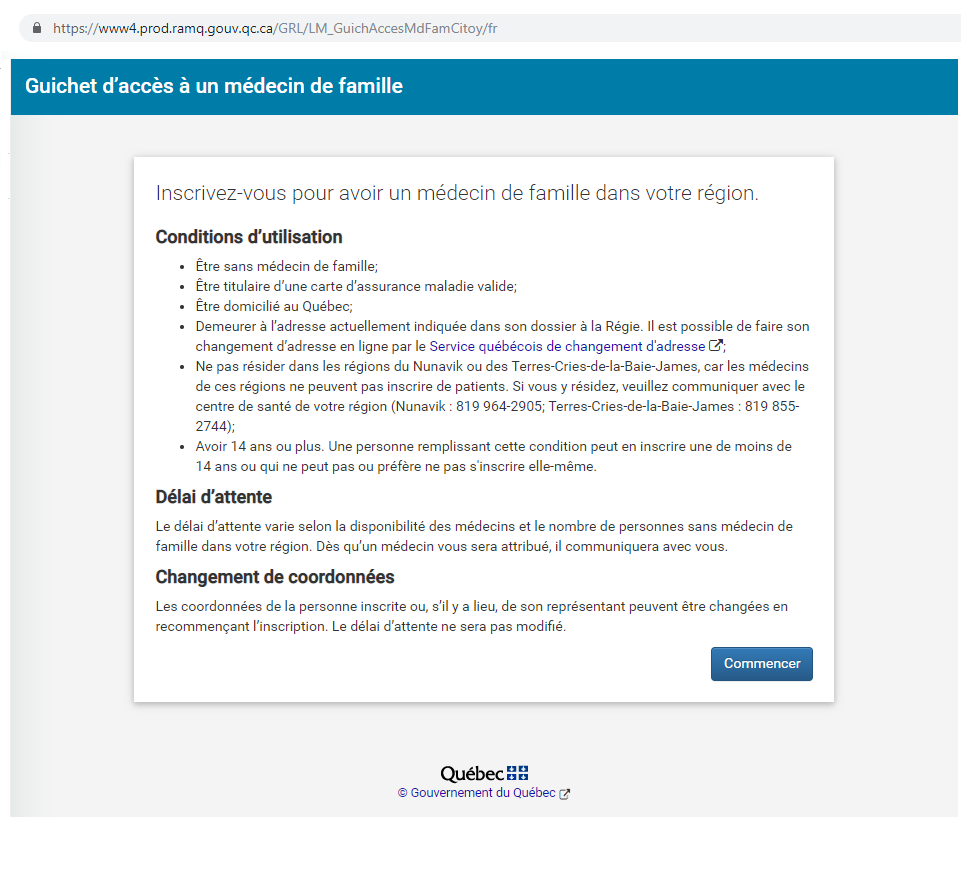 https://www4.prod.ramq.gouv.qc.ca/GRL/LM_GuichAccesMdFamCitoy/fr
Guichet d'accès à un médecin de famille
Inscrivez-vous pour avoir un médecin de famille dans votre région.
Conditions d'utilisation
• Être sans médecin de famille;
• Être titulaire d'une carte d'assurance maladie valide;
• Être domicilié au Québec;
• Demeurer à l'adresse actuellement indiquée dans son dossier à la Régie. Il est possible de faire son
changement d'adresse en ligne par le Service québécois de changement d'adresse;
• Ne pas résider dans les régions du Nunavik ou des Terres-Cries-de-la-Baie-James, car les médecins
de ces régions ne peuvent pas inscrire de patients. Si vous y résidez, veuillez communiquer avec le
centre de santé de votre région (Nunavik : 819 964-2905; Terres-Cries-de-la-Baie-James : 819 855-
2744);
• Avoir 14 ans ou plus. Une personne remplissant cette condition peut en inscrire une de moins de
14 ans ou qui ne peut pas ou préfère ne pas s'inscrire elle-même.
Délai d'attente
Le délai d'attente varie selon la disponibilité des médecins et le nombre de personnes sans médecin de
famille dans votre région. Dès qu'un médecin vous sera attribué, il communiquera avec vous.
Changement de coordonnées
Les coordonnées de la personne inscrite ou, s'il y a lieu, de son représentant peuvent être changées en
recommençant l'inscription. Le délai d'attente ne sera pas modifié.
Commencer
Québec
© Gouvernement du Québec